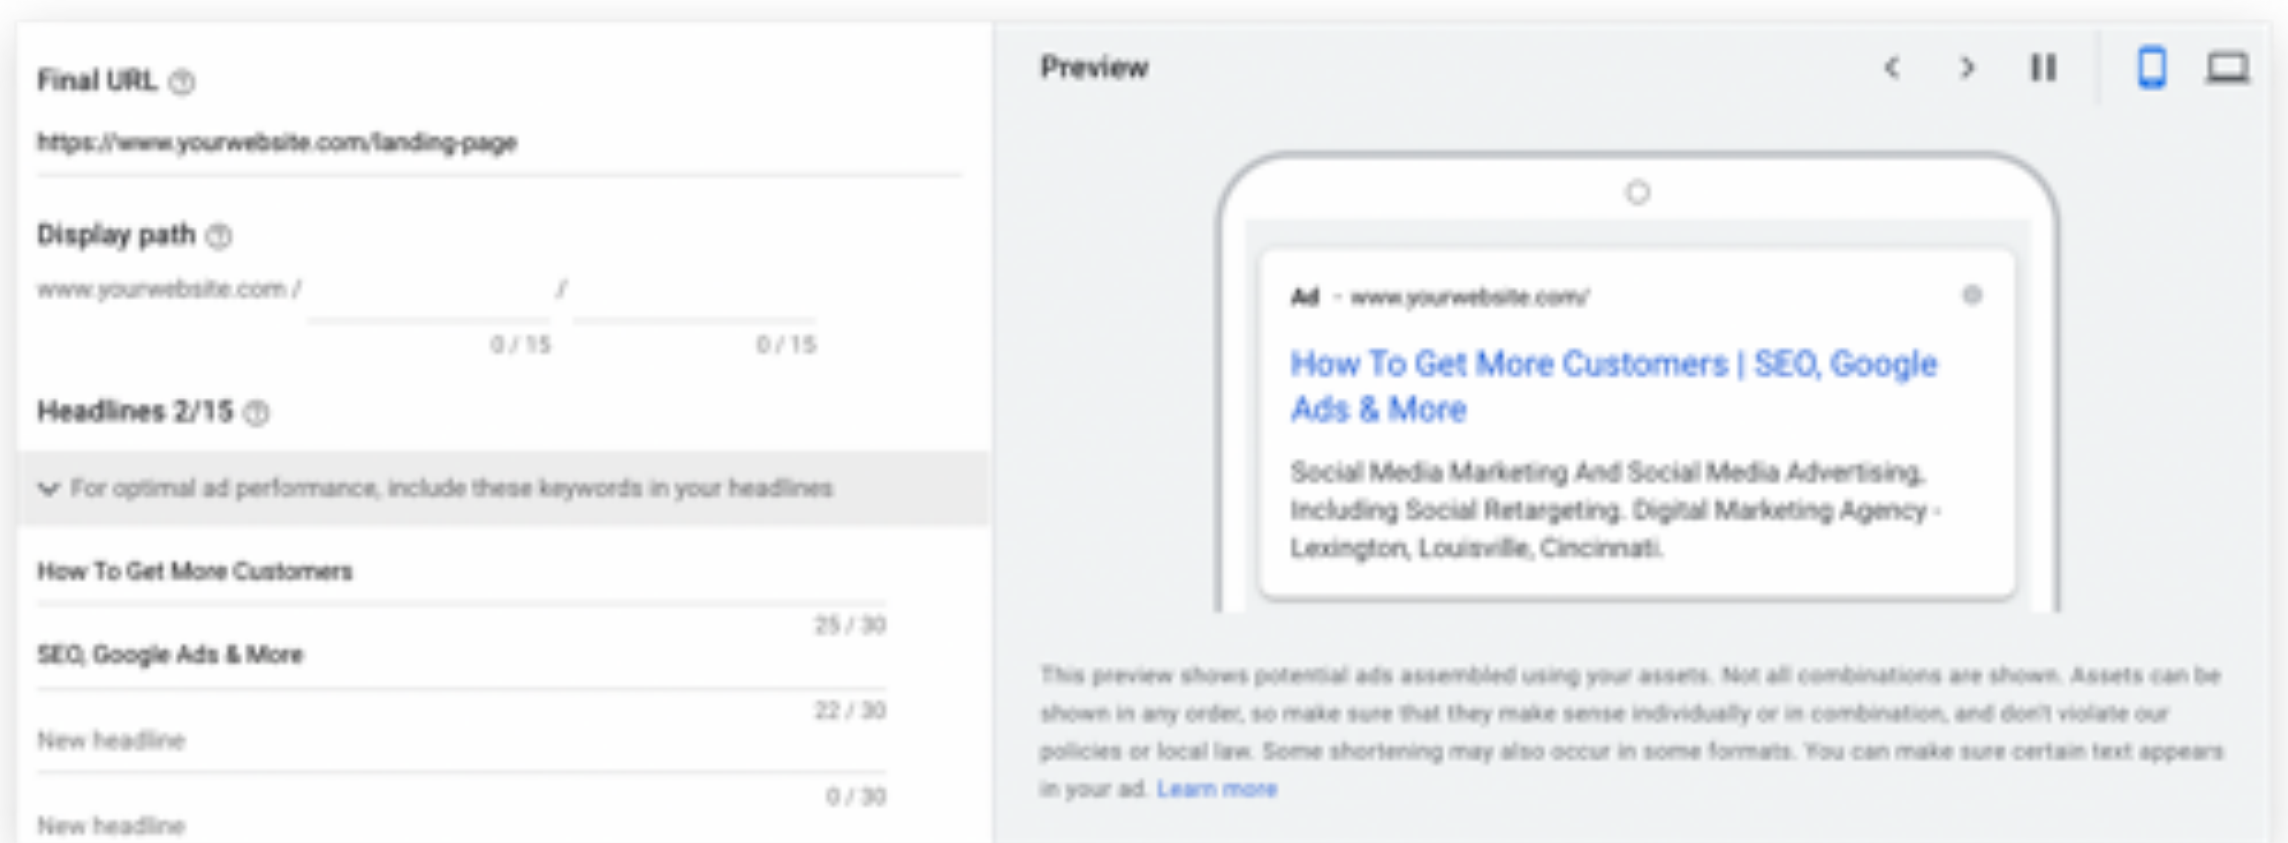 Final URL
https://www.yourwebsite.com/landing-page
Display path
www.yourwebsite.com / /
0 / 15 0 / 15
Headlines 2/15
For optimal ad performance, include these keywords in your headlines
How To Get More Customers
25 / 30
SEO, Google Ads & More
22 / 30
New headline
0 / 30
New headline
Preview
Ad - www.yourwebsite.com/
How To Get More Customers | SEO, Google
Ads & More
Social Media Marketing And Social Media Advertising,
Including Social Retargeting. Digital Marketing Agency -
Lexington, Louisville, Cincinnati.
This preview shows potential ads assembled using your assets. Not all combinations are shown. Assets can be
shown in any order, so make sure that they make sense individually or in combination, and don't violate our
policies or local law. Some shortening may also occur in some formats. You can make sure certain text appears
in your ad. Learn more